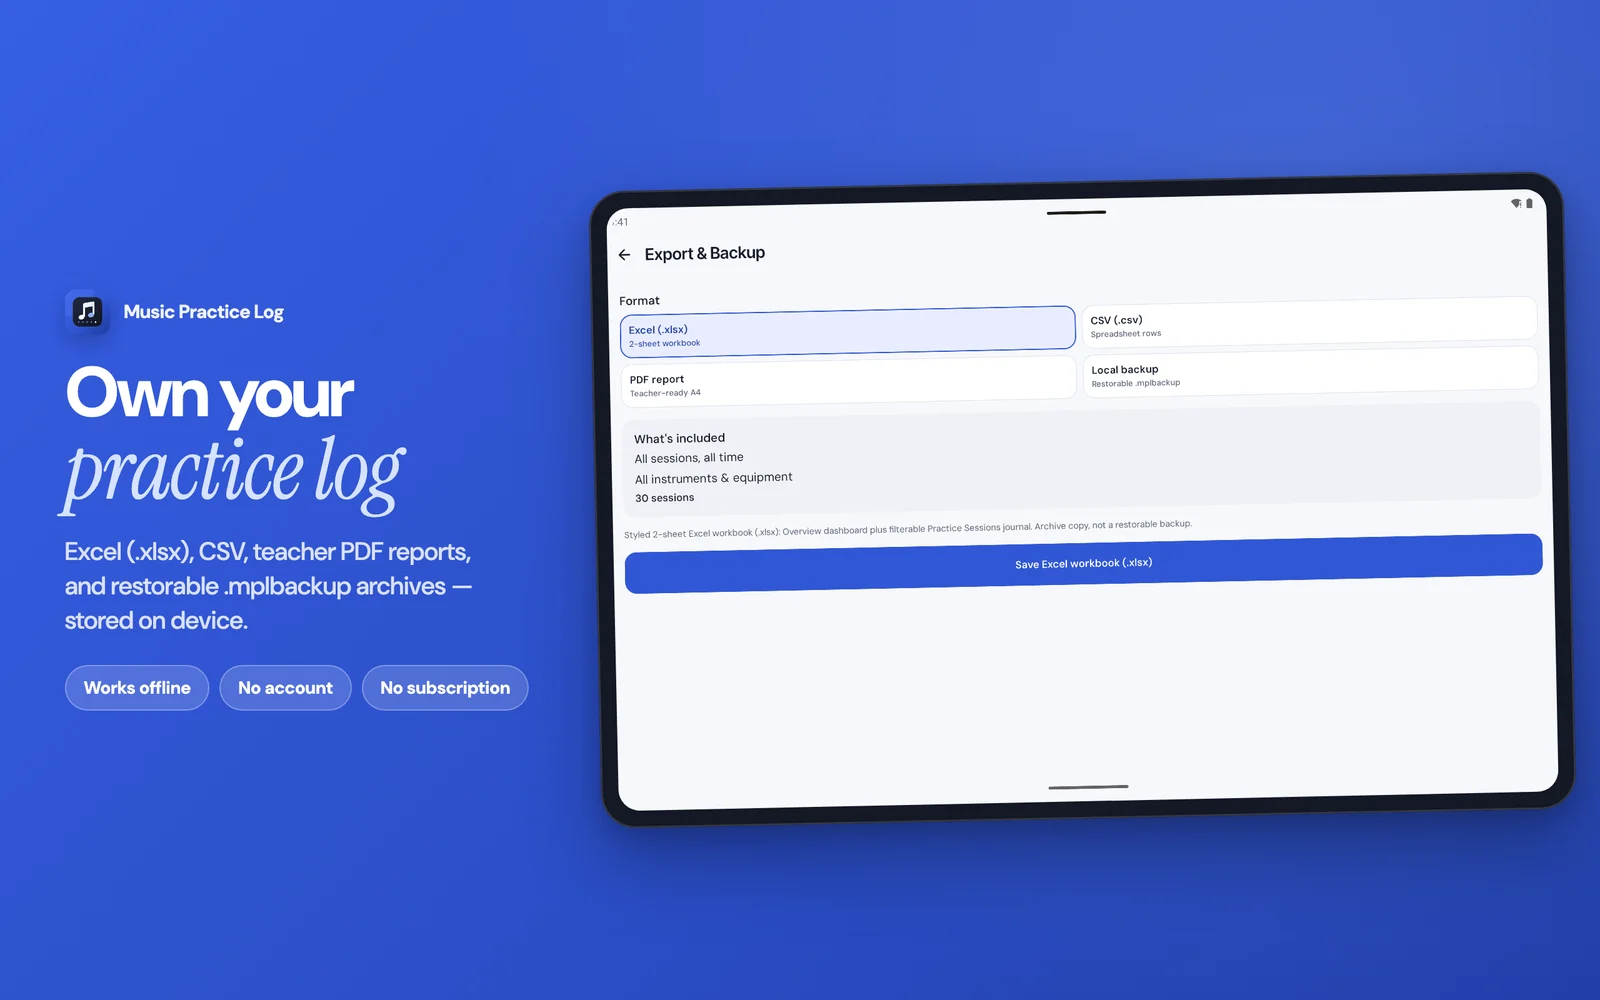 Music Practice Log
Own your
practice log
Excel (.xlsx), CSV, teacher PDF reports,
and restorable .mplbackup archives —
stored on device.
Works offline
No account
No subscription
:41
Export & Backup
Format
Excel (.xlsx)
2-sheet workbook
CSV (.csv)
Spreadsheet rows
PDF report
Teacher-ready A4
Local backup
Restorable .mplbackup
What's included
All sessions, all time
All instruments & equipment
30 sessions
Styled 2-sheet Excel workbook (.xlsx): Overview dashboard plus filterable Practice Sessions journal. Archive copy, not a restorable backup.
Save Excel workbook (.xlsx)